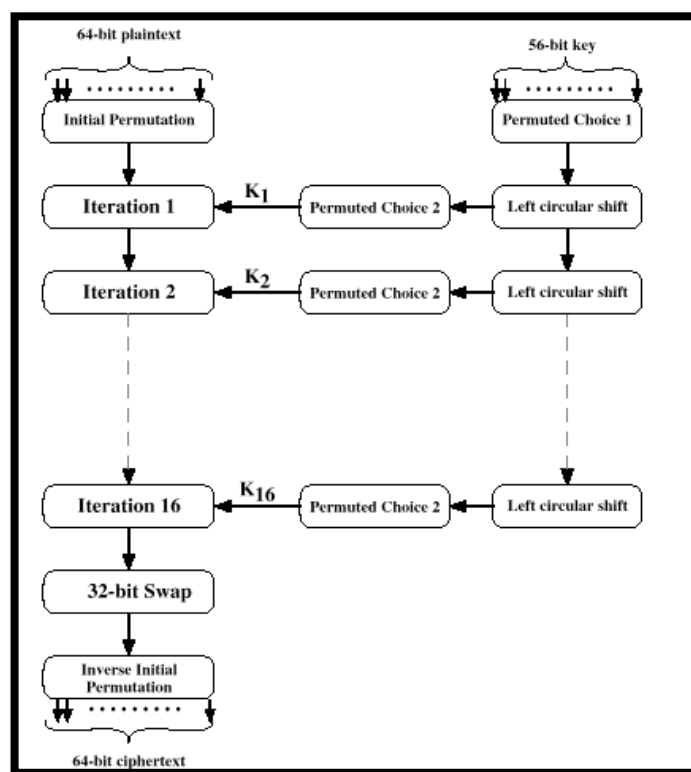 64-bit plaintext
56-bit key
Initial Permutation
Permuted Choice 1
Iteration 1
K1
Permuted Choice 2
Left circular shift
Iteration 2
K2
Permuted Choice 2
Left circular shift
Iteration 16
K16
Permuted Choice 2
Left circular shift
32-bit Swap
Inverse Initial
Permutation
64-bit ciphertext